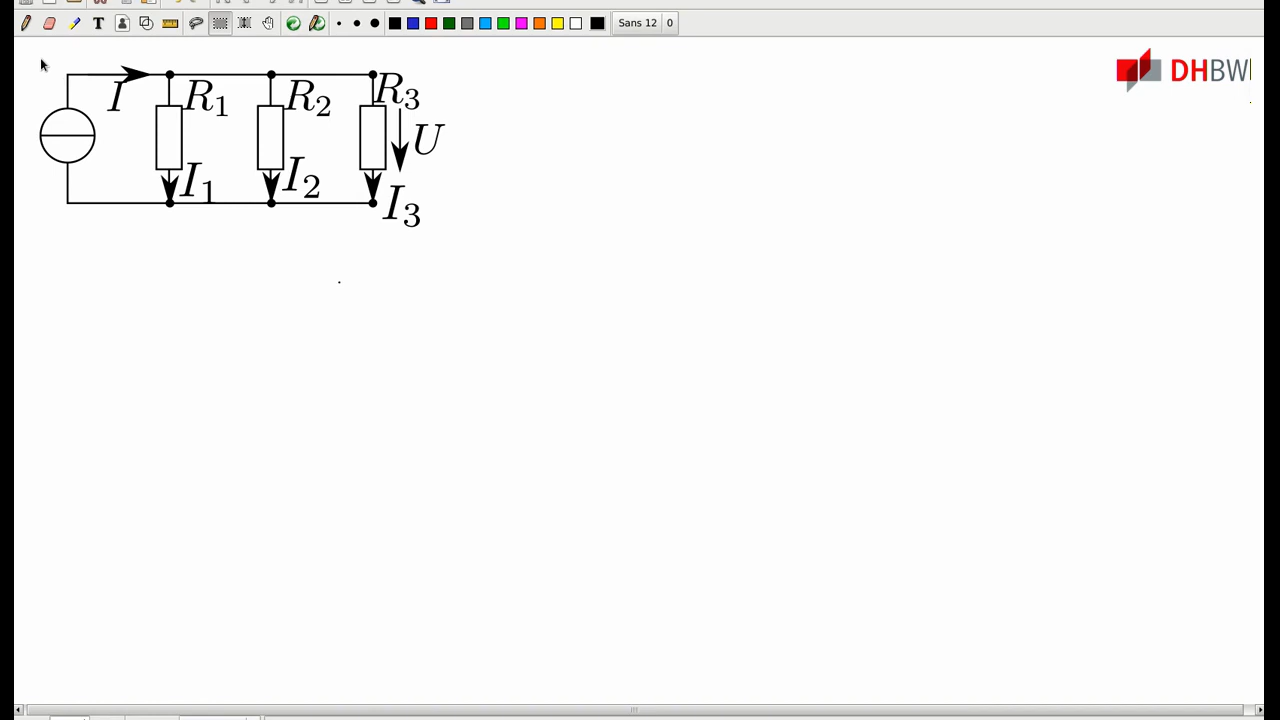 Sans 12 0
DHBW
I R₁ R₂ R₃
U
I₁ I₂
I₃